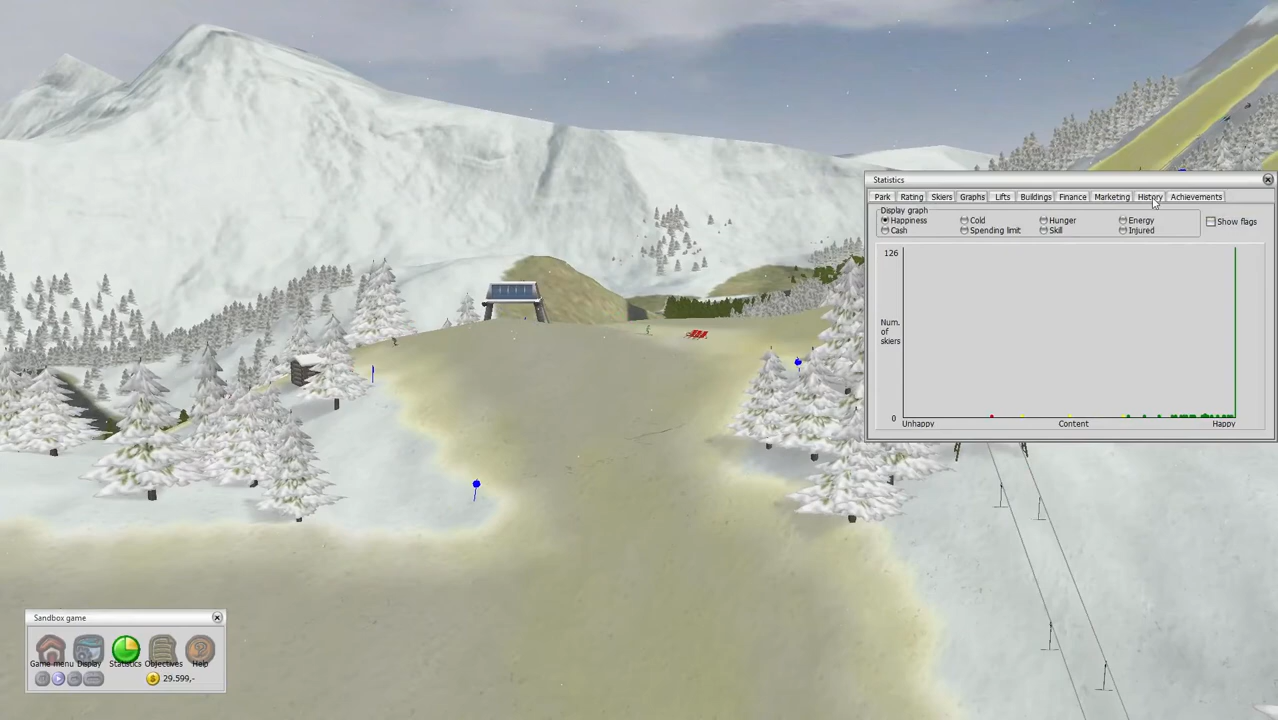 Statistics
Park Rating Skiers Graphs Lifts Buildings Finance Marketing History Achievements
Display graph
Happiness Cold Hunger Energy Show flags
Cash Spending limit Skill Injured
126
Num.
of
skiers
0
Unhappy Content Happy
Sandbox game
Game menu Display Statistics Objectives Help
29.599,-